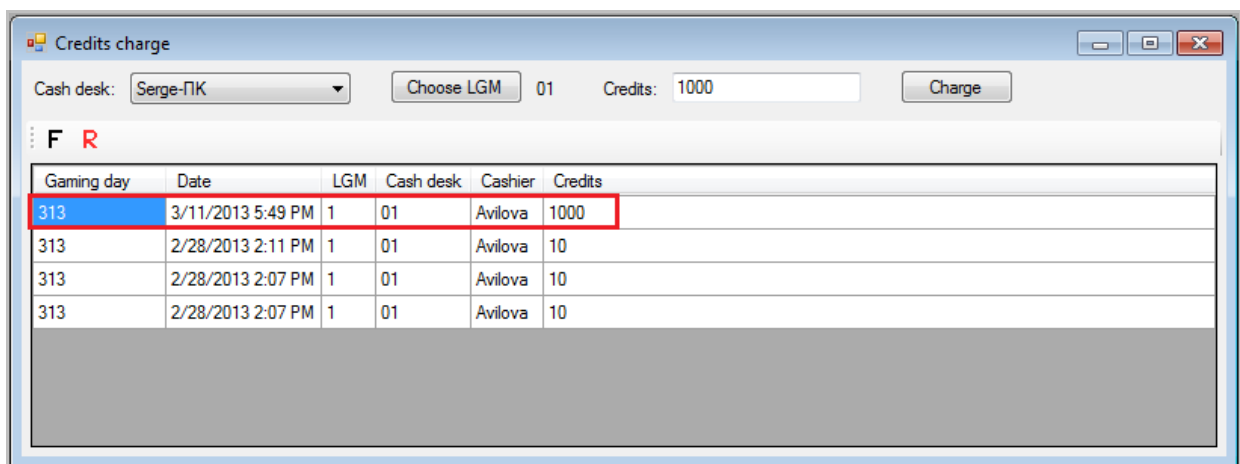 Credits charge
Cash desk: Serge-ПК Choose LGM 01 Credits: 1000 Charge
F R
Gaming day Date LGM Cash desk Cashier Credits
313 3/11/2013 5:49 PM 1 01 Avilova 1000
313 2/28/2013 2:11 PM 1 01 Avilova 10
313 2/28/2013 2:07 PM 1 01 Avilova 10
313 2/28/2013 2:07 PM 1 01 Avilova 10